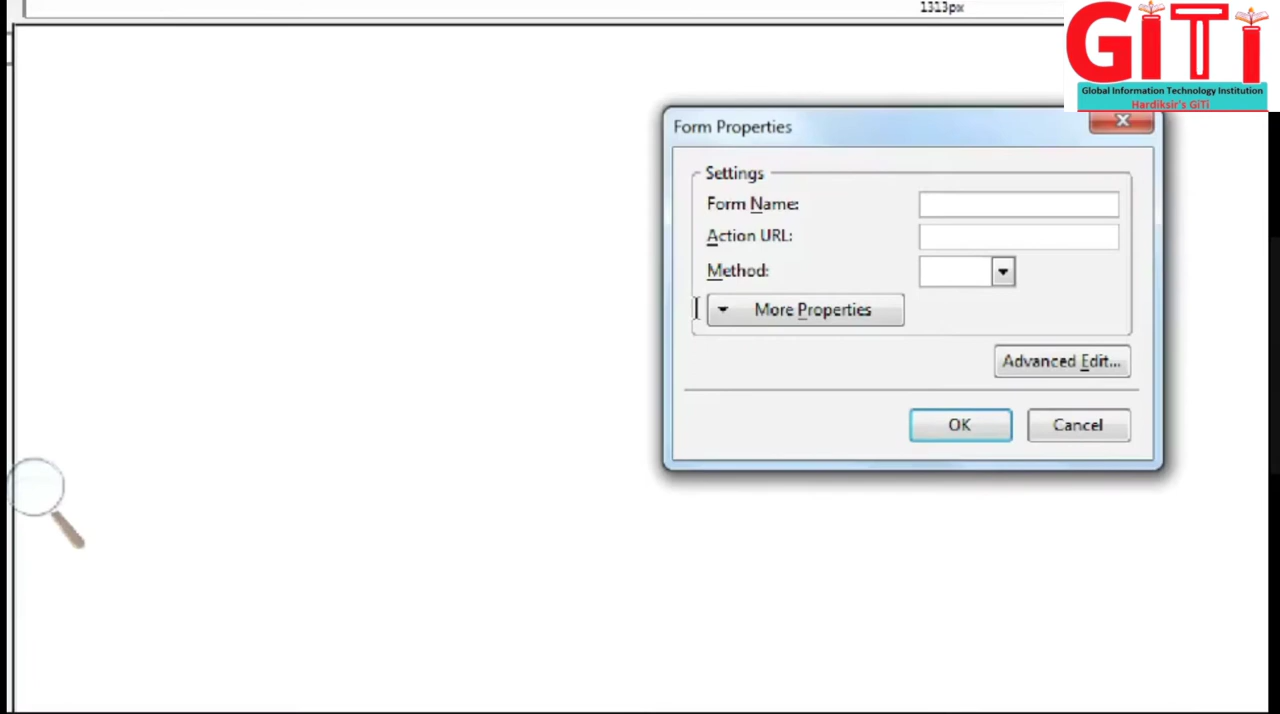 1313px
GiTi
Global Information Technology Institution
Hardiksir's GiTi
Form Properties
Settings
Form Name:
Action URL:
Method:
More Properties
Advanced Edit...
OK
Cancel